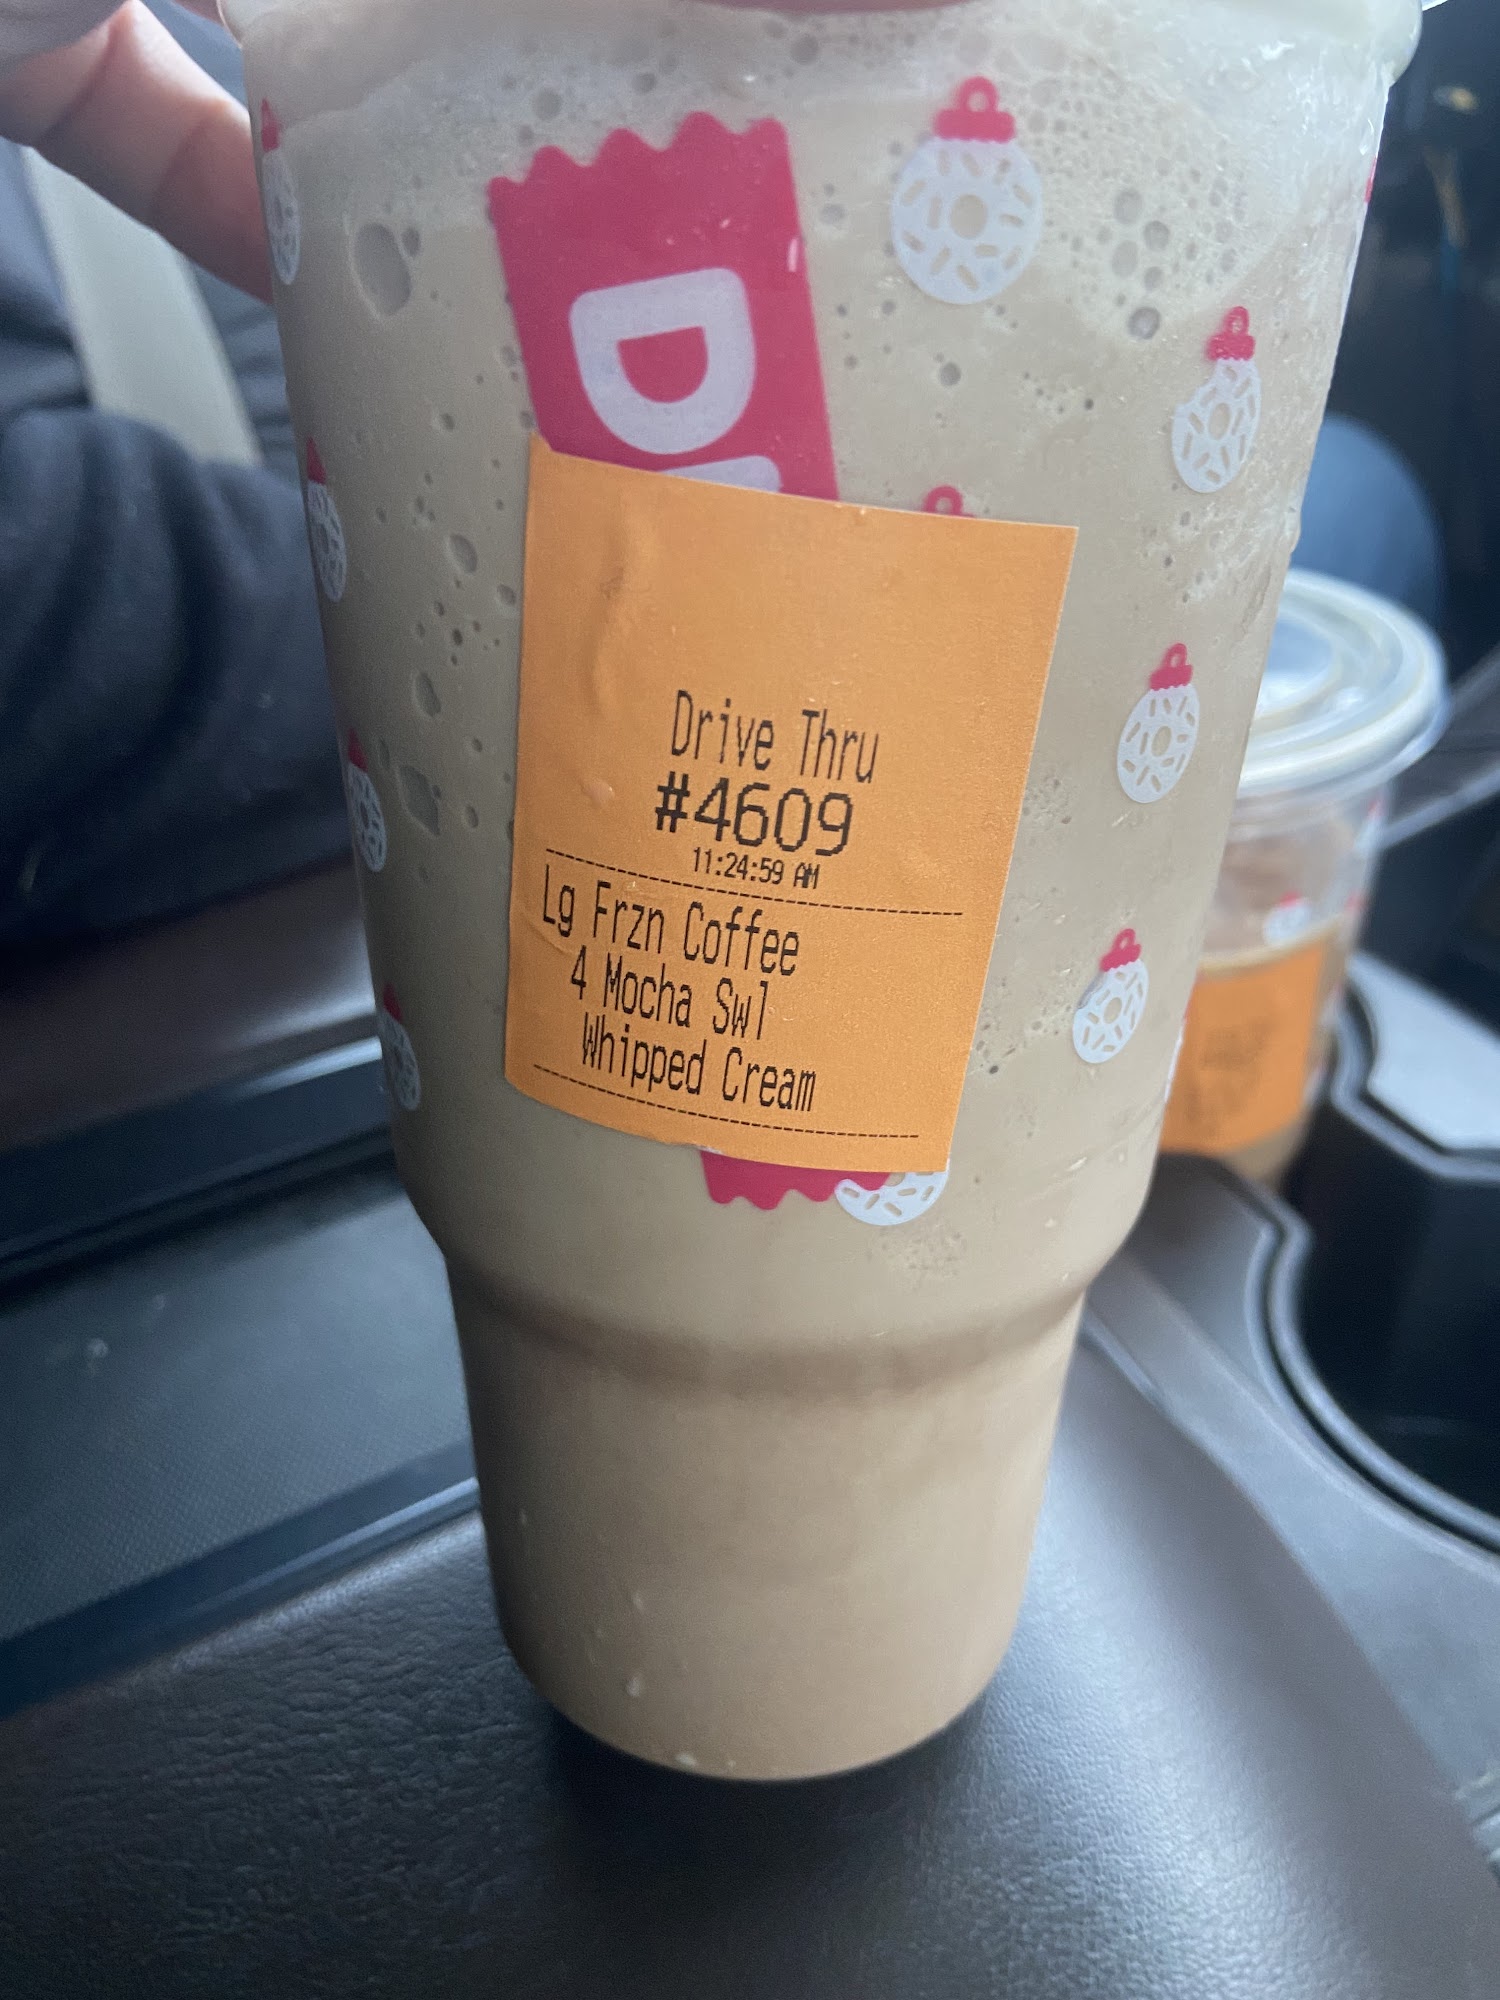 D
Drive Thru
#4609
11:24:59 AM
Lg Frzn Coffee
4 Mocha Swl
Whipped Cream